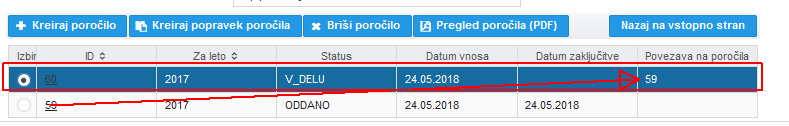 Kreiraj poročilo Kreiraj popravek poročila Briši poročilo Pregled poročila (PDF) Nazaj na vstopno stran
Izbir ID Za leto Status Datum vnosa Datum zaključitve Povezava na poročila
60 2017 V_DELU 24.05.2018 59
59 2017 ODDANO 24.05.2018 24.05.2018